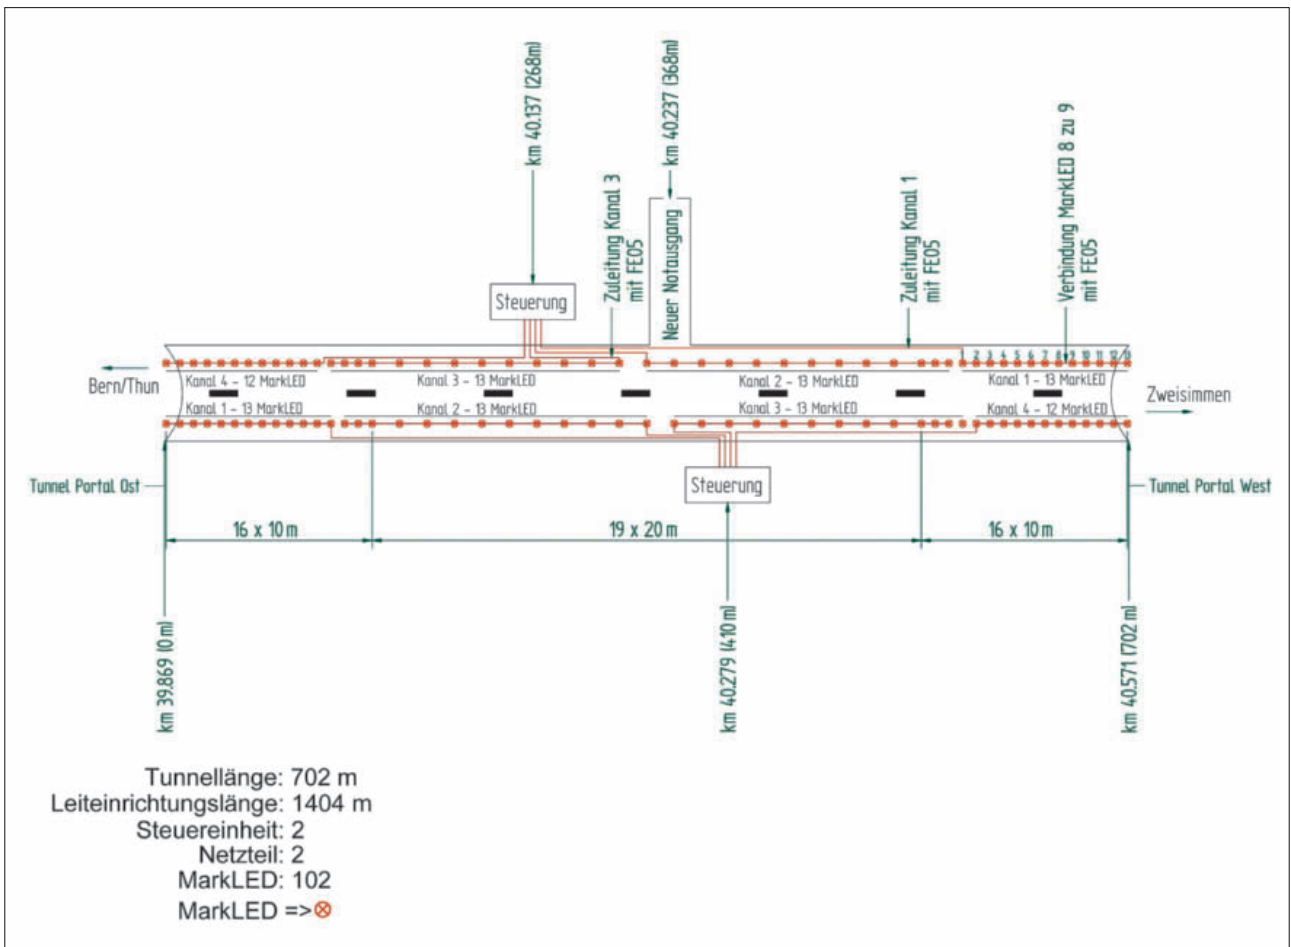 km 40.137 (268m)
km 40.237 (368m)
Zuleitung Kanal 3
mit FE05
Neuer Notausgang
Zuleitung Kanal 1
mit FE05
Verbindung MarkLED 8 zu 9
mit FE05
Steuerung
1 2 3 4 5 6 7 8 9 10 11 12 13
Bern/Thun
Kanal 4 - 12 MarkLED
Kanal 3 - 13 MarkLED
Kanal 2 - 13 MarkLED
Kanal 1 - 13 MarkLED
Zweisimmen
Kanal 1 - 13 MarkLED
Kanal 2 - 13 MarkLED
Kanal 3 - 13 MarkLED
Kanal 4 - 12 MarkLED
Steuerung
Tunnel Portal Ost
Tunnel Portal West
16 x 10 m
19 x 20 m
16 x 10 m
km 39.869 (0 m)
km 40.279 (410 m)
km 40.571 (702 m)
Tunnellänge: 702 m
Leiteinrichtungslänge: 1404 m
Steuereinheit: 2
Netzteil: 2
MarkLED: 102
MarkLED =>